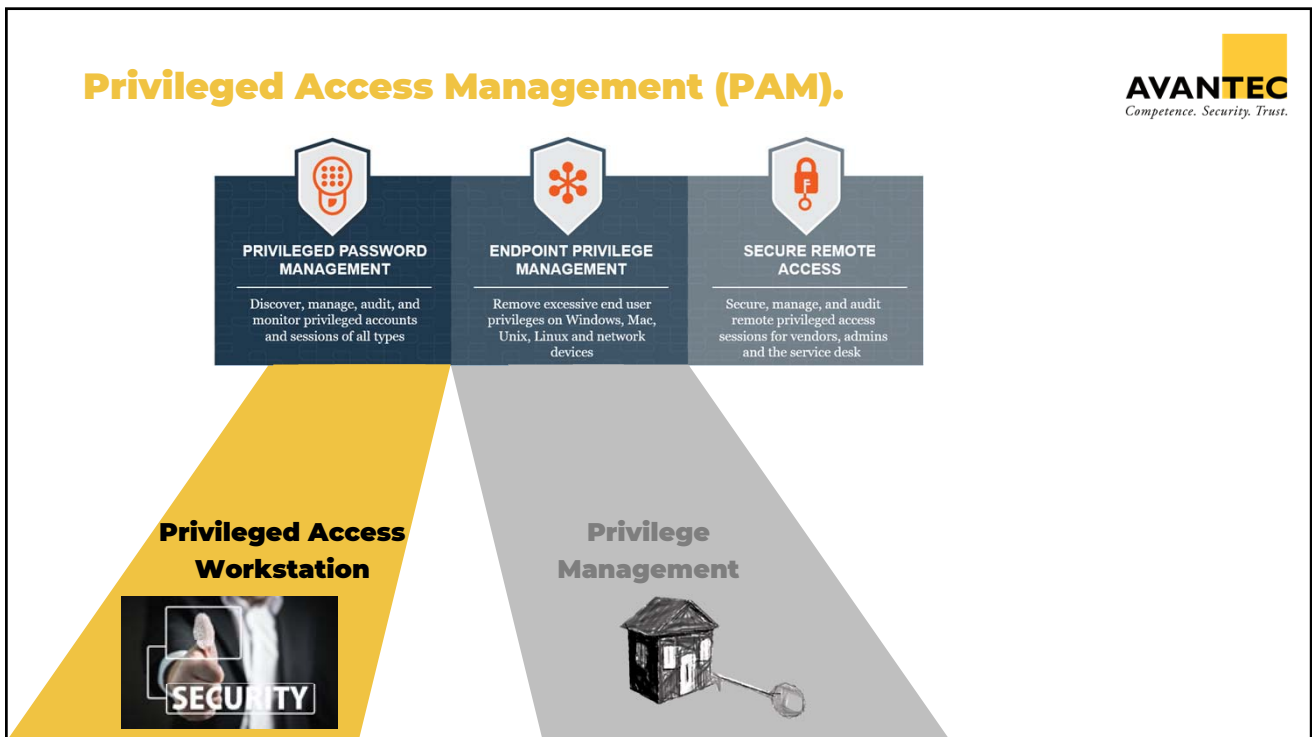 Privileged Access Management (PAM).
AVANTEC
Competence. Security. Trust.
PRIVILEGED PASSWORD
MANAGEMENT
Discover, manage, audit, and
monitor privileged accounts
and sessions of all types
ENDPOINT PRIVILEGE
MANAGEMENT
Remove excessive end user
privileges on Windows, Mac,
Unix, Linux and network
devices
SECURE REMOTE
ACCESS
Secure, manage, and audit
remote privileged access
sessions for vendors, admins
and the service desk
Privileged Access
Workstation
SECURITY
Privilege
Management